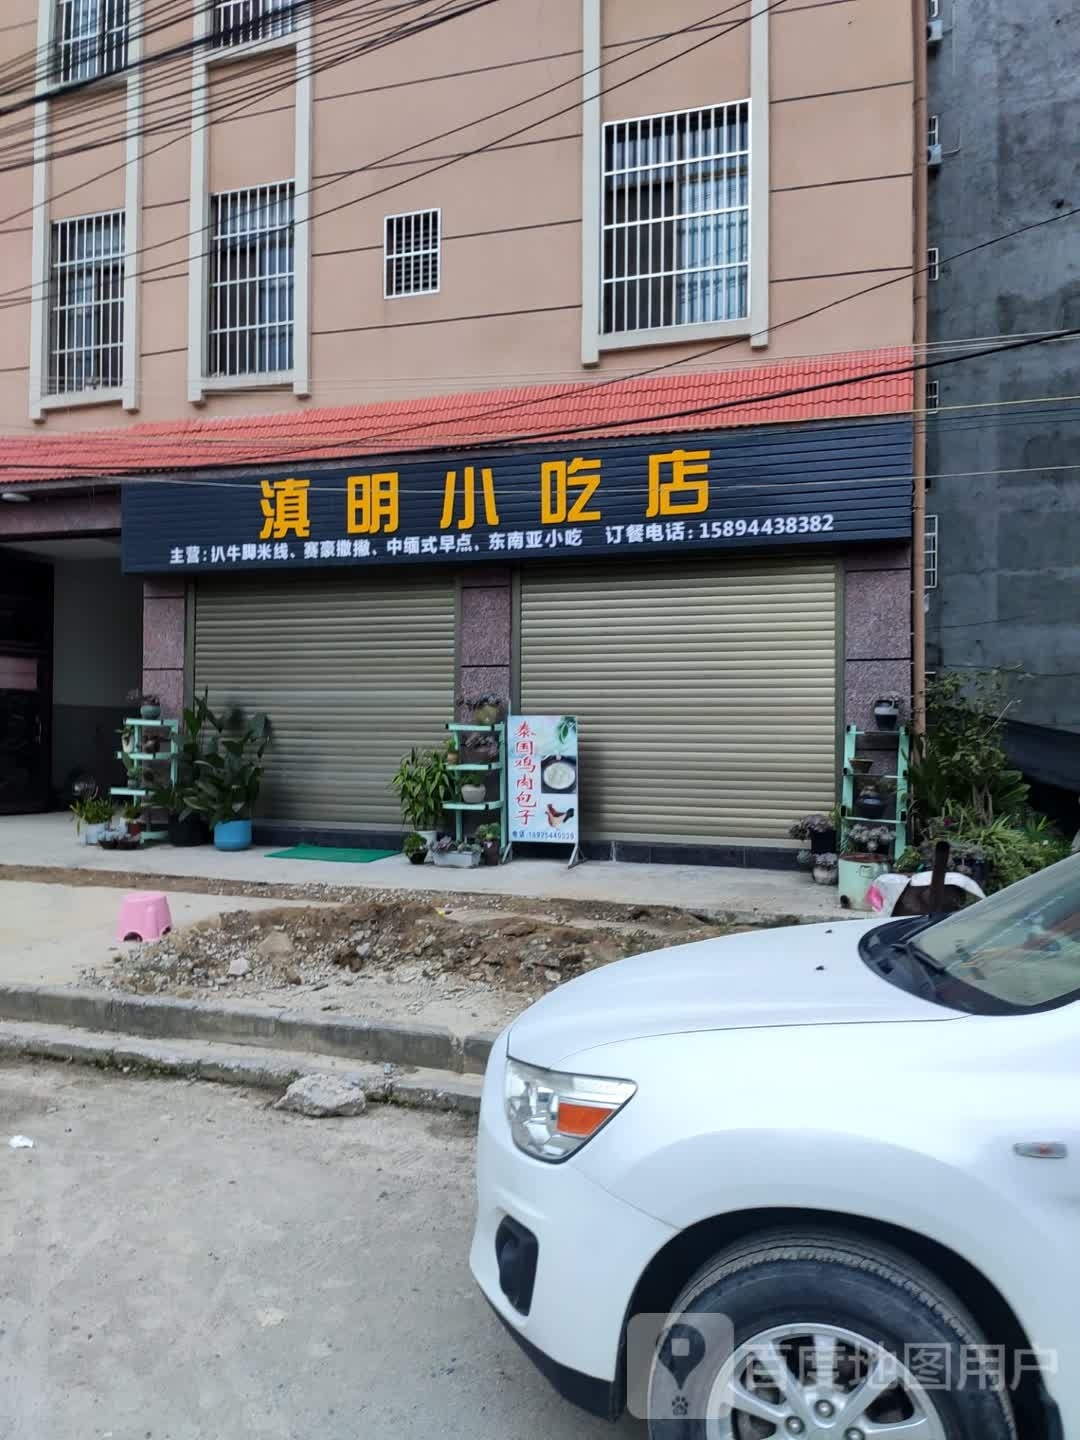 滇明小吃店
主营:扒牛脚米线、赛豪撒撇、中缅式早点、东南亚小吃 订餐电话:15894438382
泰国鸡肉包子
电话
百度地图用户